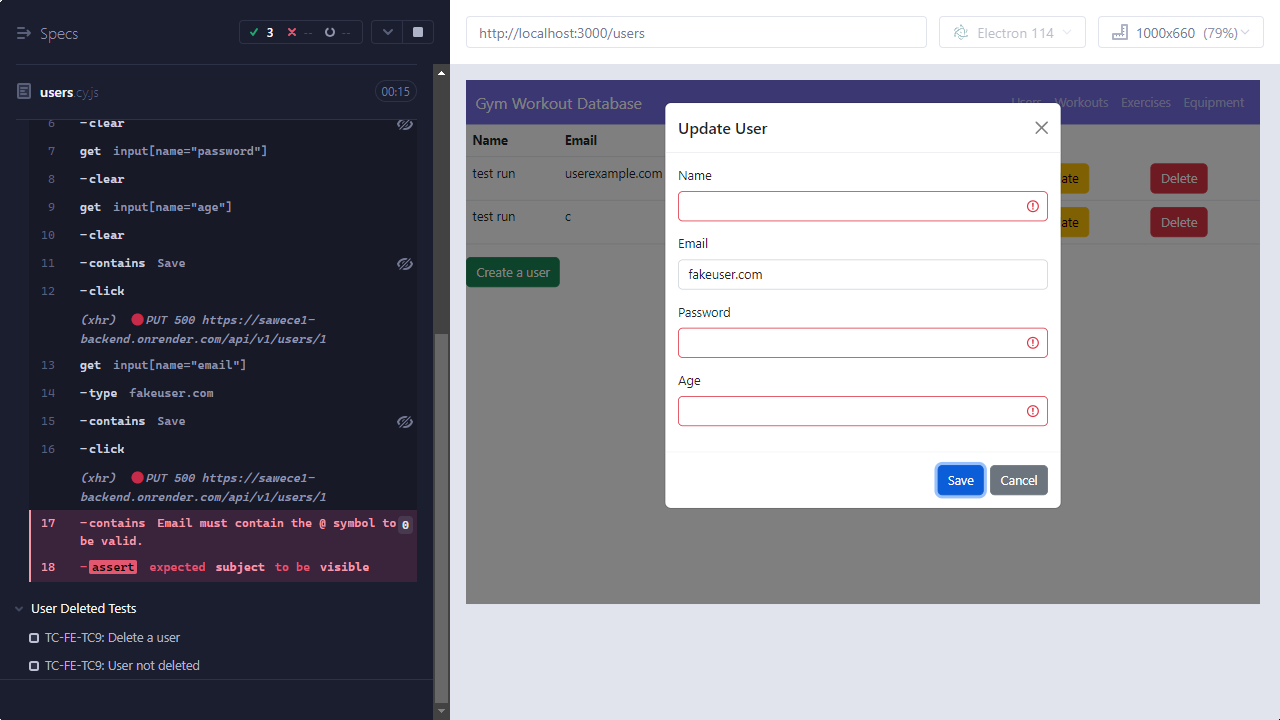 Specs
3
--
--
http://localhost:3000/users
Electron 114
1000x660 (79%)
users.cy.js
00:15
6 -clear
7 get input[name="password"]
8 -clear
9 get input[name="age"]
10 -clear
11 -contains Save
12 -click
(xhr) PUT 500 https://sawece1-
backend.onrender.com/api/v1/users/1
13 get input[name="email"]
14 -type fakeuser.com
15 -contains Save
16 -click
(xhr) PUT 500 https://sawece1-
backend.onrender.com/api/v1/users/1
17 -contains Email must contain the @ symbol to 0
be valid.
18 -assert expected subject to be visible
User Deleted Tests
TC-FE-TC9: Delete a user
TC-FE-TC9: User not deleted
Gym Workout Database
Users Workouts Exercises Equipment
Name Email
test run userexample.com ate Delete
test run c ate Delete
Create a user
Update User
Name
Email
fakeuser.com
Password
Age
Save Cancel